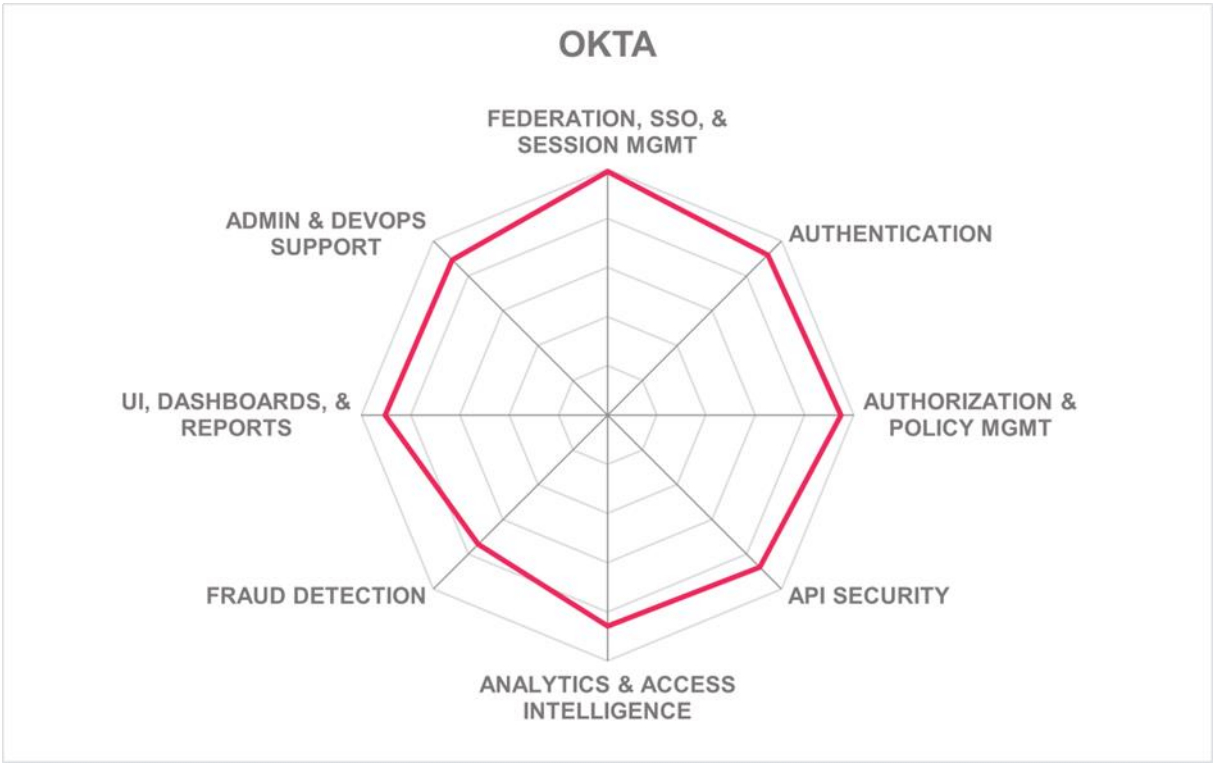 OKTA
FEDERATION, SSO, &
SESSION MGMT
ADMIN & DEVOPS
SUPPORT
AUTHENTICATION
UI, DASHBOARDS, &
REPORTS
AUTHORIZATION &
POLICY MGMT
FRAUD DETECTION
API SECURITY
ANALYTICS & ACCESS
INTELLIGENCE